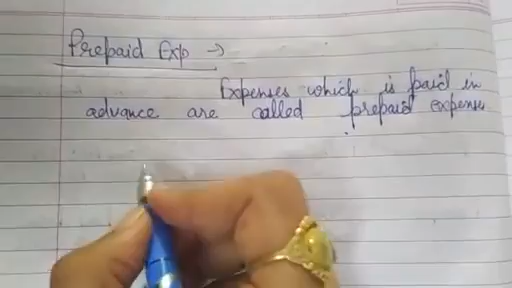 Prepaid Exp →
Expenses which is paid in
advance are called prepaid expenses